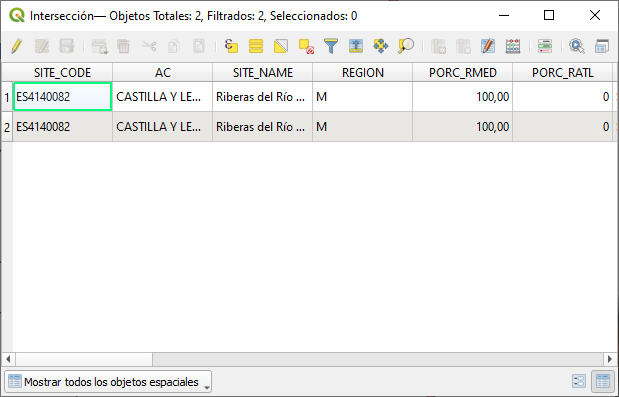 Intersección— Objetos Totales: 2, Filtrados: 2, Seleccionados: 0
SITE_CODE AC SITE_NAME REGION PORC_RMED PORC_RATL
1 ES4140082 CASTILLA Y LE... Riberas del Río ... M 100,00 0
2 ES4140082 CASTILLA Y LE... Riberas del Río ... M 100,00 0
Mostrar todos los objetos espaciales